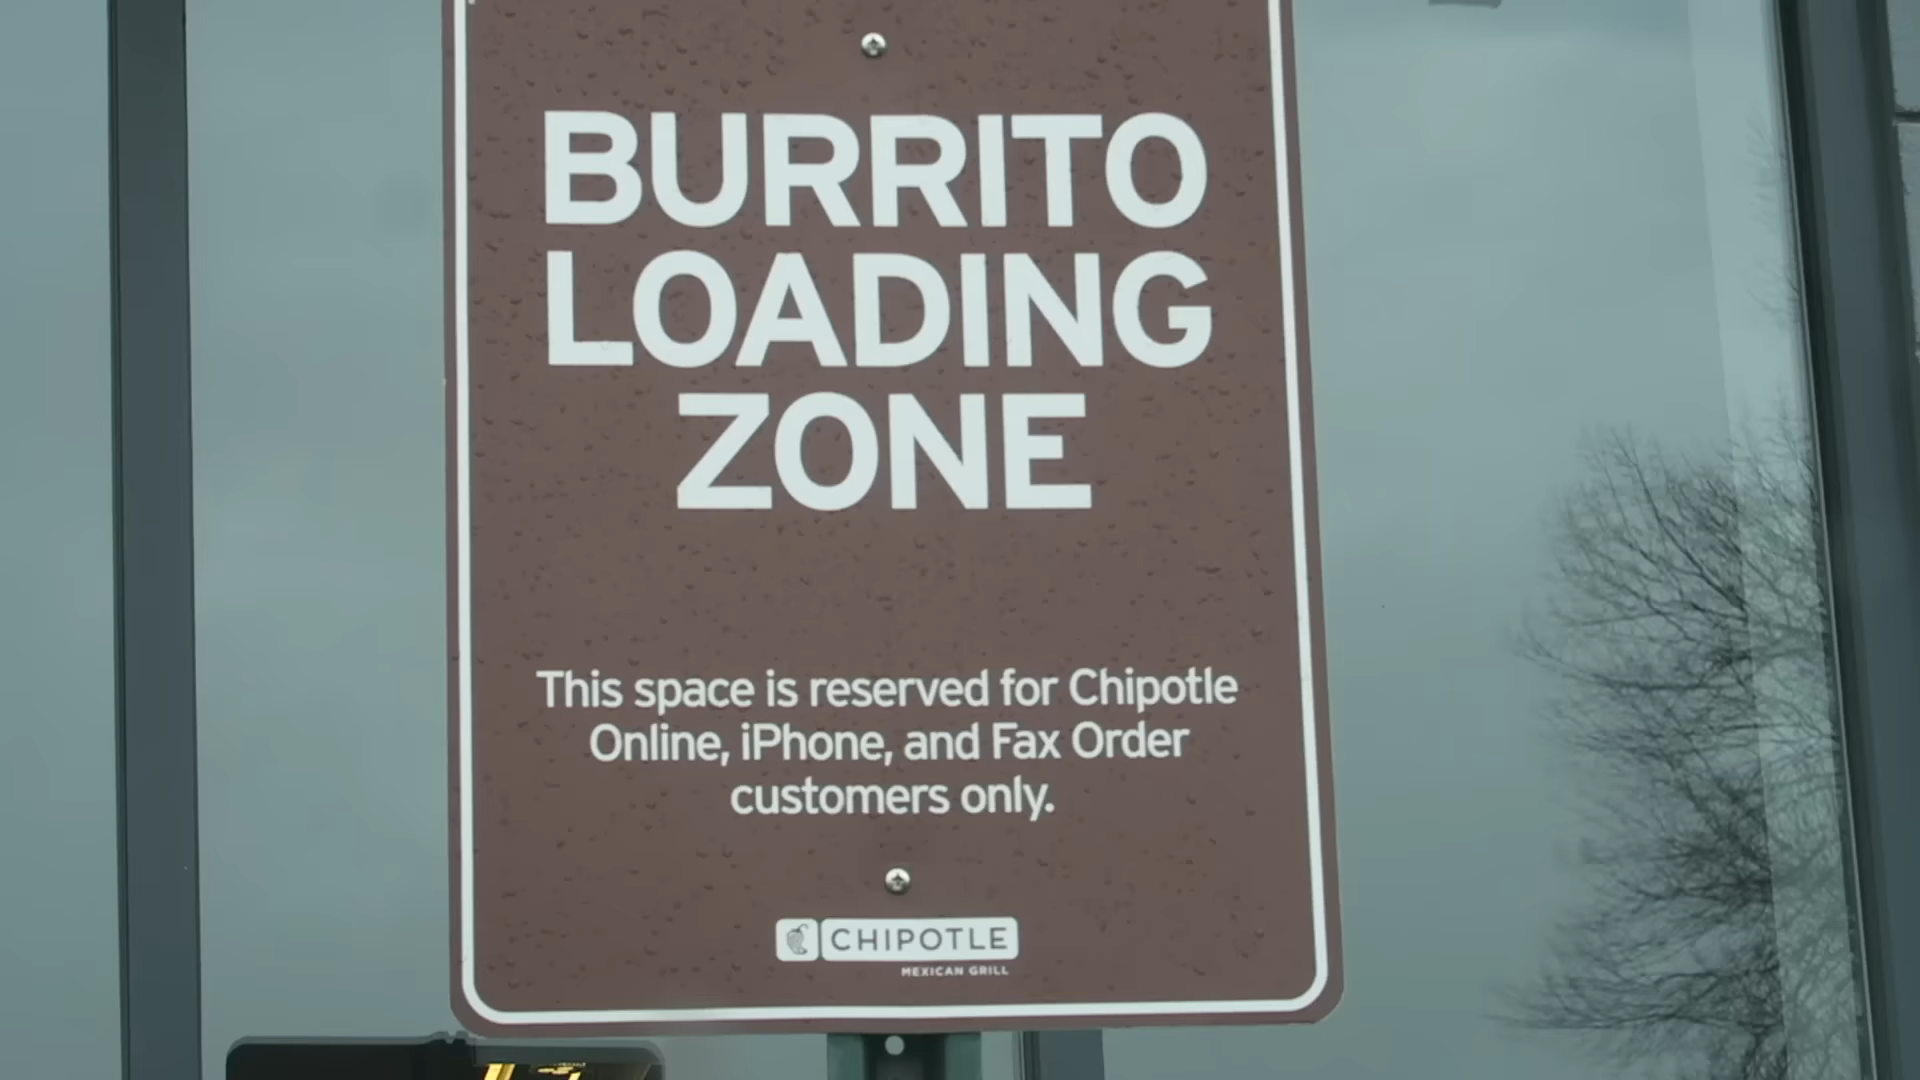 BURRITO
LOADING
ZONE
This space is reserved for Chipotle
Online, iPhone, and Fax Order
customers only.
CHIPOTLE
MEXICAN GRILL